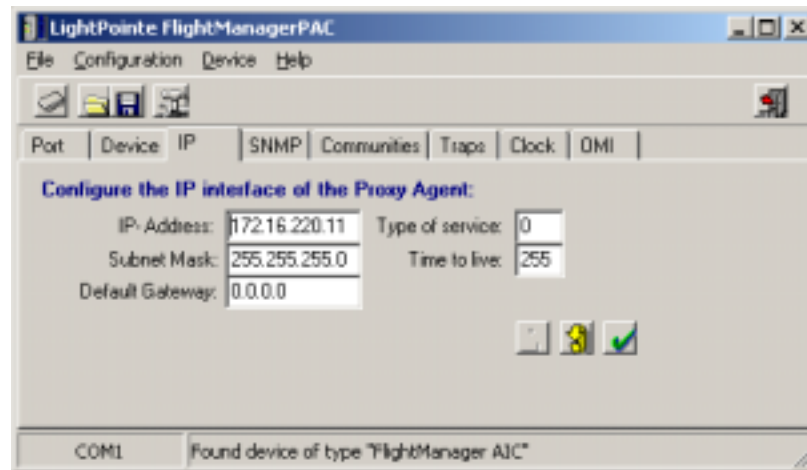 LightPointe FlightManagerPAC
File Configuration Device Help
Port Device IP SNMP Communities Traps Clock OMI
Configure the IP interface of the Proxy Agent:
IP-Address: 172.16.220.11 Type of service: 0
Subnet Mask: 255.255.255.0 Time to live: 255
Default Gateway: 0.0.0.0
COM1 Found device of type "FlightManager AIC"